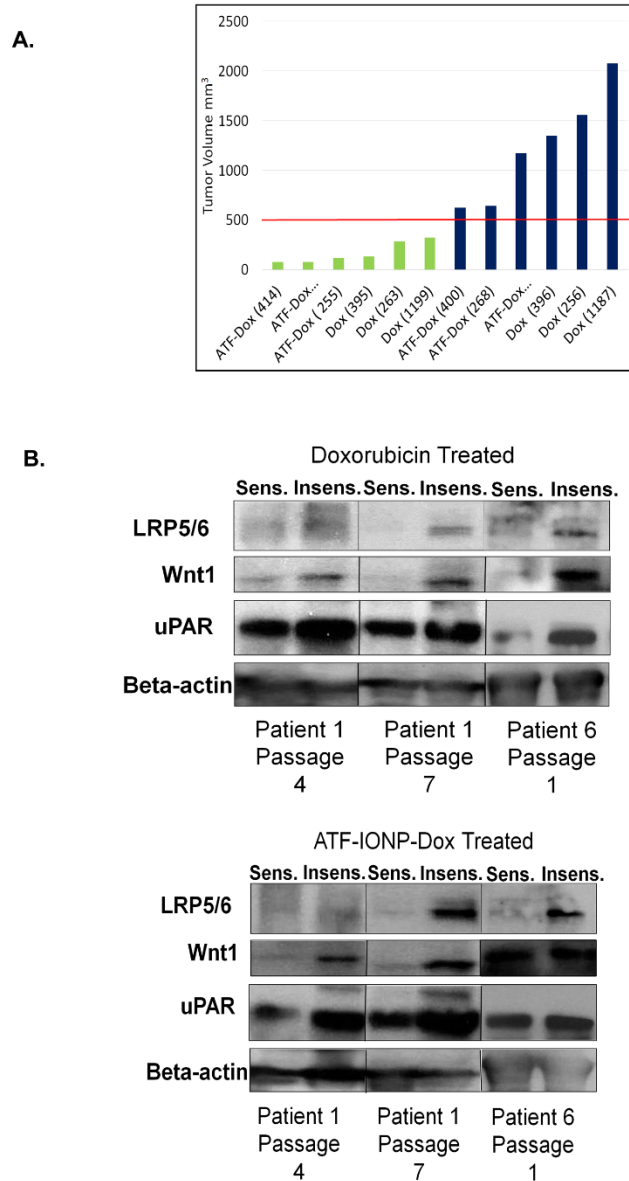 A.
Tumor Volume mm³
2500
2000
1500
1000
500
0
ATF-Dox (414)
ATF-Dox...
ATF-Dox (255)
Dox (395)
Dox (263)
Dox (1199)
ATF-Dox (400)
ATF-Dox (268)
ATF-Dox...
Dox (396)
Dox (256)
Dox (1187)
B.
Doxorubicin Treated
Sens. Insens. Sens. Insens. Sens. Insens.
LRP5/6
Wnt1
uPAR
Beta-actin
Patient 1 Patient 1 Patient 6
Passage Passage Passage
4 7 1
ATF-IONP-Dox Treated
Sens. Insens. Sens. Insens. Sens. Insens.
LRP5/6
Wnt1
uPAR
Beta-actin
Patient 1 Patient 1 Patient 6
Passage Passage Passage
4 7 1